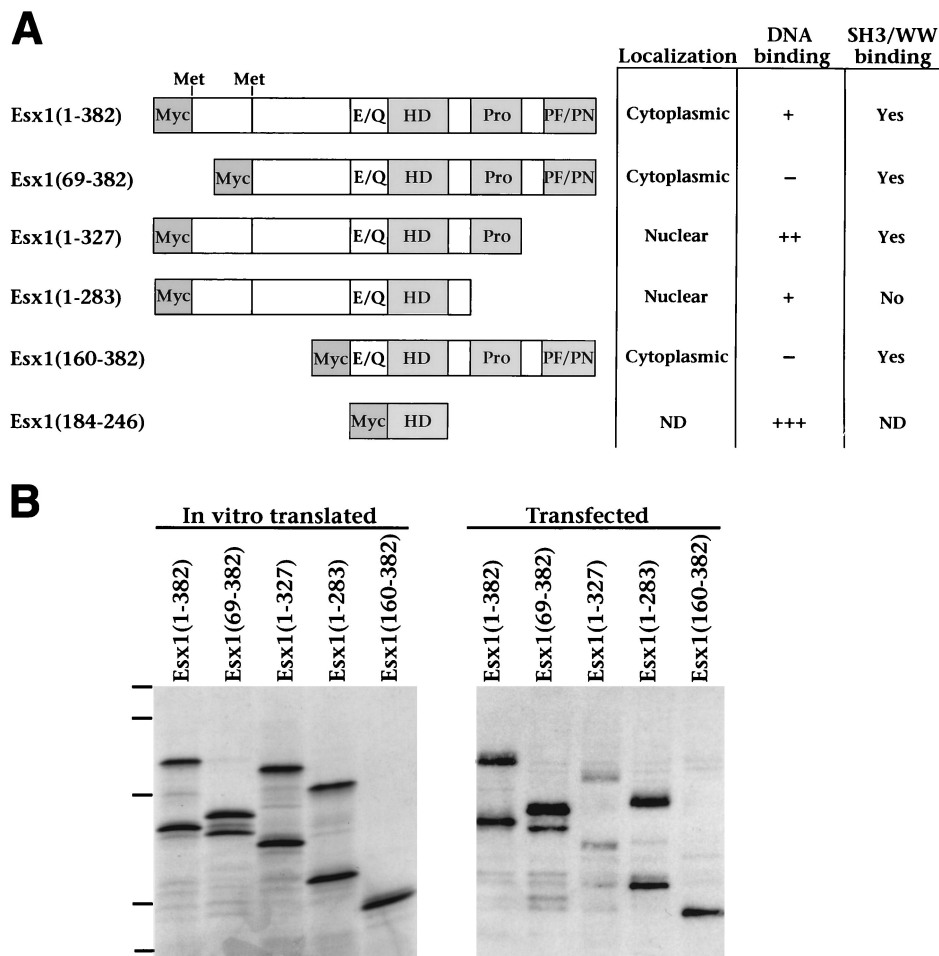 A
Localization DNA binding SH3/WW binding
Met Met
Esx1(1-382) Myc E/Q HD Pro PF/PN Cytoplasmic + Yes
Esx1(69-382) Myc E/Q HD Pro PF/PN Cytoplasmic – Yes
Esx1(1-327) Myc E/Q HD Pro Nuclear ++ Yes
Esx1(1-283) Myc E/Q HD Nuclear + No
Esx1(160-382) Myc E/Q HD Pro PF/PN Cytoplasmic – Yes
Esx1(184-246) Myc HD ND +++ ND
B
In vitro translated
Esx1(1-382)
Esx1(69-382)
Esx1(1-327)
Esx1(1-283)
Esx1(160-382)
Transfected
Esx1(1-382)
Esx1(69-382)
Esx1(1-327)
Esx1(1-283)
Esx1(160-382)